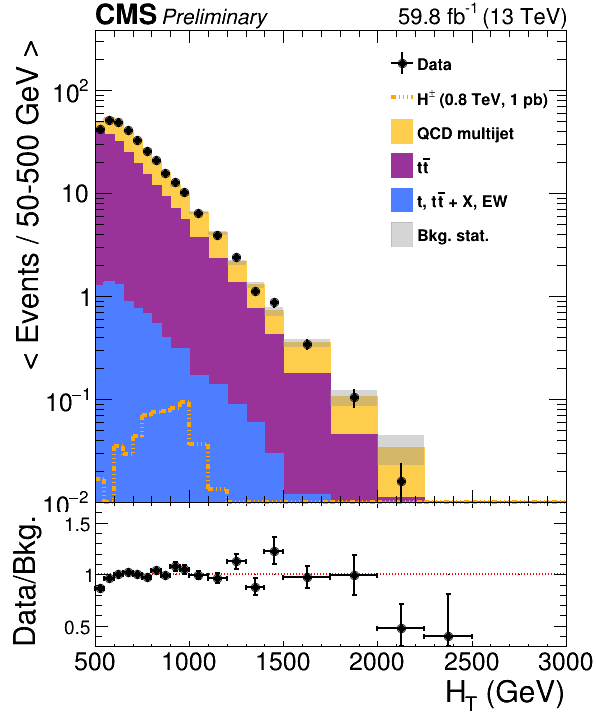 CMS Preliminary 59.8 fb⁻¹ (13 TeV)
< Events / 50-500 GeV >
10²
10
1
10⁻¹
10⁻²
Data
H± (0.8 TeV, 1 pb)
QCD multijet
tt̄
t, tt̄ + X, EW
Bkg. stat.
Data/Bkg.
1.5
1
0.5
500 1000 1500 2000 2500 3000
H_T (GeV)